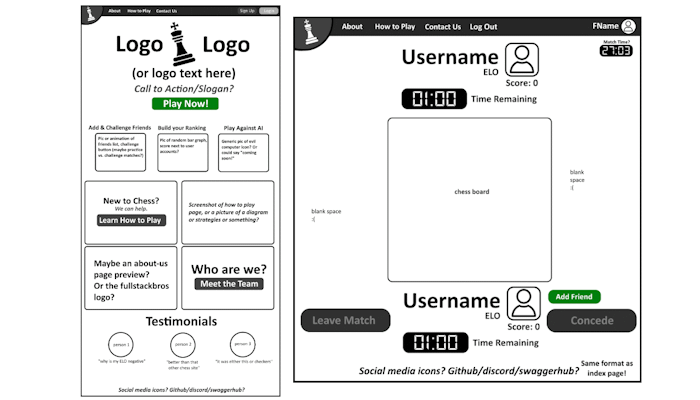 About How to Play Contact Us
Sign Up
Logo Logo
(or logo text here)
Call to Action/Slogan?
Play Now!
Add & Challenge Friends Build your Ranking Play Against AI
Pic or animation of
friends list, challenge
button (maybe practice
vs. challenge matches?)
Pic of random bar graph,
score next to user
accounts?
Generic pic of evil
computer icon? Or
could say "coming
soon!"
New to Chess?
We can help.
Learn How to Play
Screenshot of how to play
page, or a picture of a diagram
or strategies or something?
Maybe an about-us
page preview?
Or the fullstackbros
logo?
Who are we?
Meet the Team
Testimonials
person 1 person 2 person 3
"why is my ELO negative"
"better than that
other chess site"
"it was either this or checkers"
Social media icons? Github/discord/swaggerhub?
About How to Play Contact Us Log Out
FName
Match Time?
27:03
Username
ELO
Score: 0
01:00 Time Remaining
chess board
blank
space
:(
blank space
:(
Username
ELO
Score: 0
Add Friend
Leave Match
Concede
01:00 Time Remaining
Social media icons? Github/discord/swaggerhub?
Same format as
index page!